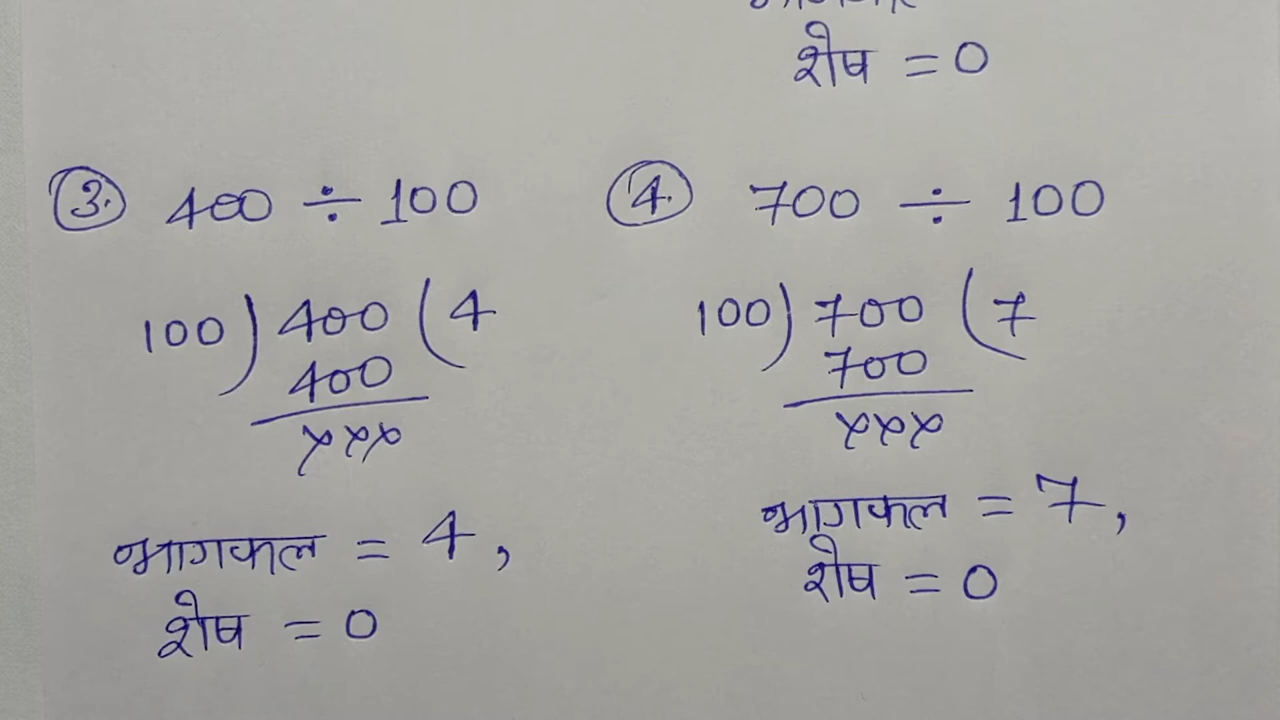 शेष = 0
③. 400 ÷ 100
100 ) 400 ( 4
400
×××
भागफल = 4,
शेष = 0
④. 700 ÷ 100
100 ) 700 ( 7
700
×××
भागफल = 7,
शेष = 0